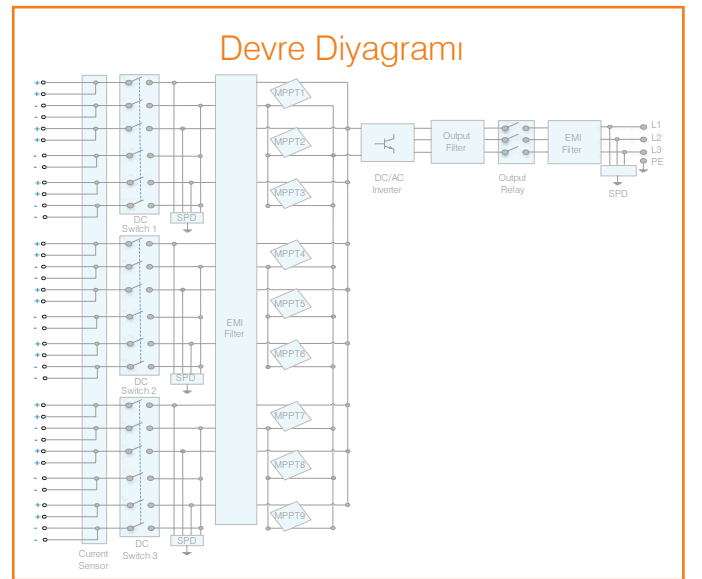 Devre Diyagramı
+
+
-
-
+
+
-
-
+
+
-
-
DC
Switch 1
SPD
MPPT1
MPPT2
MPPT3
+
+
-
-
+
+
-
-
+
+
-
-
DC
Switch 2
SPD
EMI
Filter
MPPT4
MPPT5
MPPT6
+
+
-
-
+
+
-
-
+
+
-
-
Current
Sensor
DC
Switch 3
SPD
MPPT7
MPPT8
MPPT9
DC/AC
Inverter
Output
Filter
Output
Relay
EMI
Filter
L1
L2
L3
PE
SPD